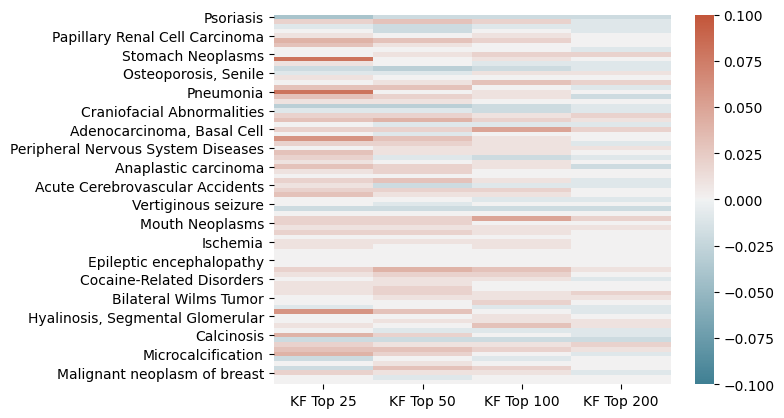 Psoriasis
Papillary Renal Cell Carcinoma
Stomach Neoplasms
Osteoporosis, Senile
Pneumonia
Craniofacial Abnormalities
Adenocarcinoma, Basal Cell
Peripheral Nervous System Diseases
Anaplastic carcinoma
Acute Cerebrovascular Accidents
Vertiginous seizure
Mouth Neoplasms
Ischemia
Epileptic encephalopathy
Cocaine-Related Disorders
Bilateral Wilms Tumor
Hyalinosis, Segmental Glomerular
Calcinosis
Microcalcification
Malignant neoplasm of breast
KF Top 25 KF Top 50 KF Top 100 KF Top 200
0.100
0.075
0.050
0.025
0.000
−0.025
−0.050
−0.075
−0.100